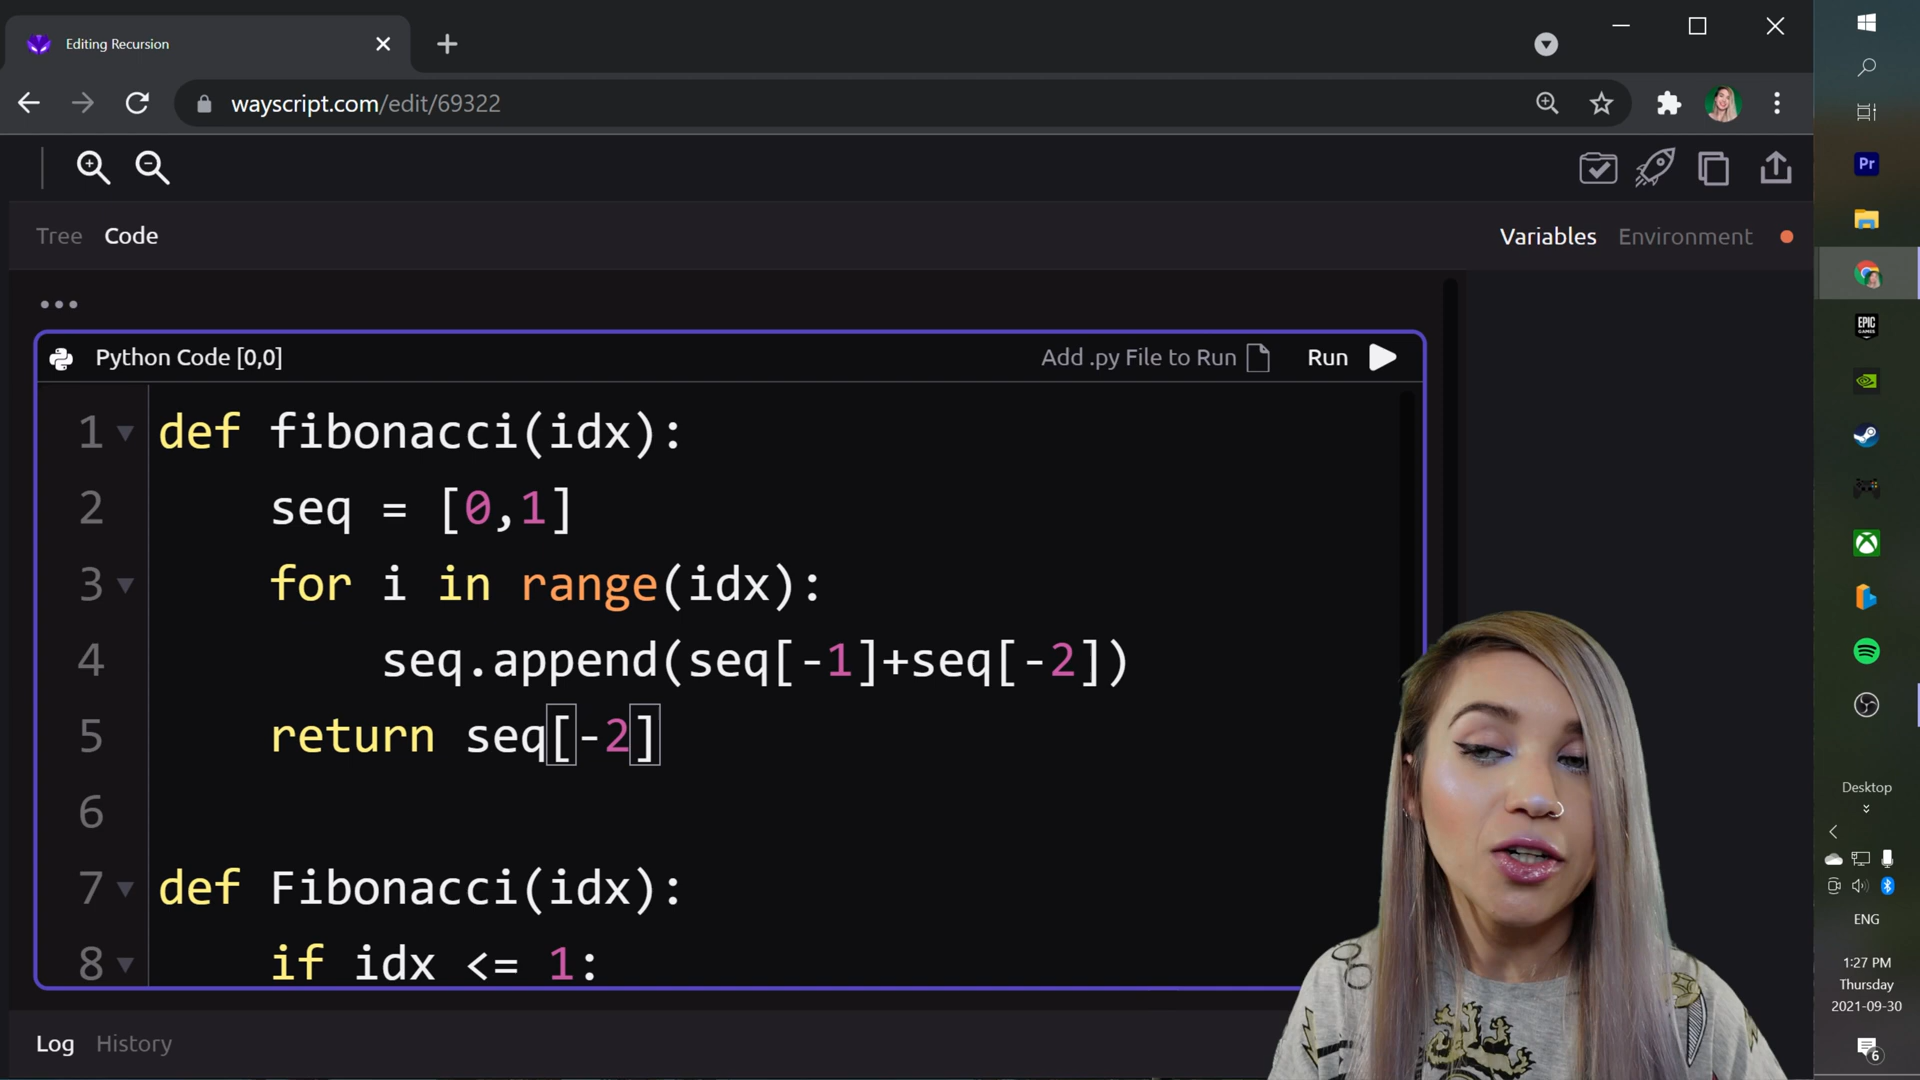 Editing Recursion
wayscript.com/edit/69322
Tree Code
Variables Environment
Python Code [0,0]
Add .py File to Run
Run
1 def fibonacci(idx):
2 seq = [0,1]
3 for i in range(idx):
4 seq.append(seq[-1]+seq[-2])
5 return seq[-2]
6
7 def Fibonacci(idx):
8 if idx <= 1:
Log History
Pr
EPIC
GAMES
Desktop
ENG
1:27 PM
Thursday
2021-09-30
6